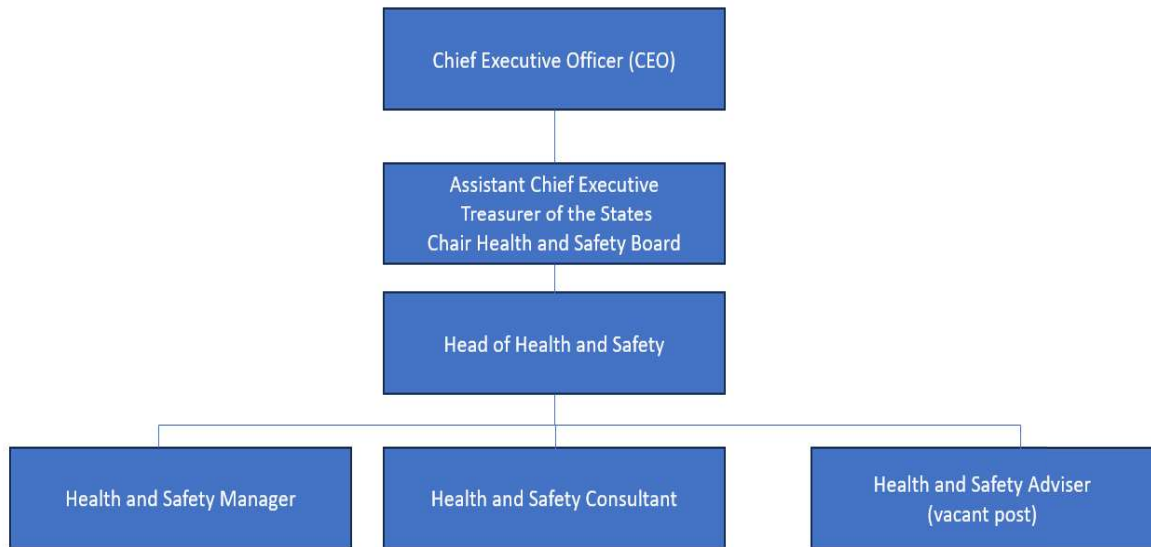 Chief Executive Officer (CEO)
Assistant Chief Executive
Treasurer of the States
Chair Health and Safety Board
Head of Health and Safety
Health and Safety Manager
Health and Safety Consultant
Health and Safety Adviser
(vacant post)